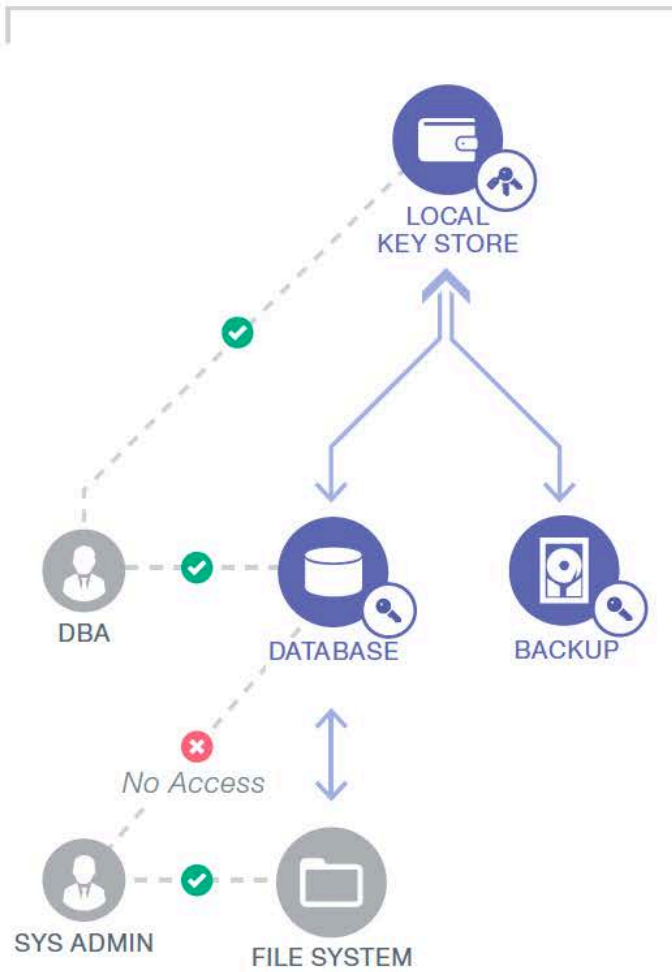 LOCAL
KEY STORE
DBA
DATABASE
BACKUP
No Access
SYS ADMIN
FILE SYSTEM